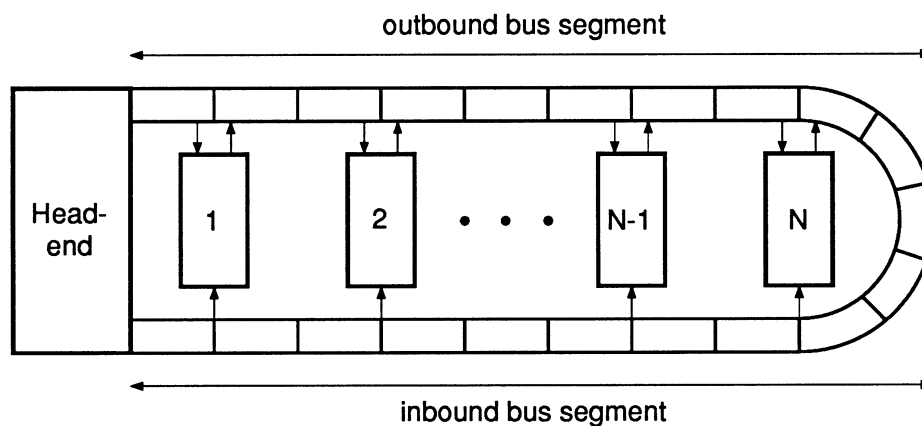 outbound bus segment
Head-
end
1
2
• • •
N-1
N
inbound bus segment